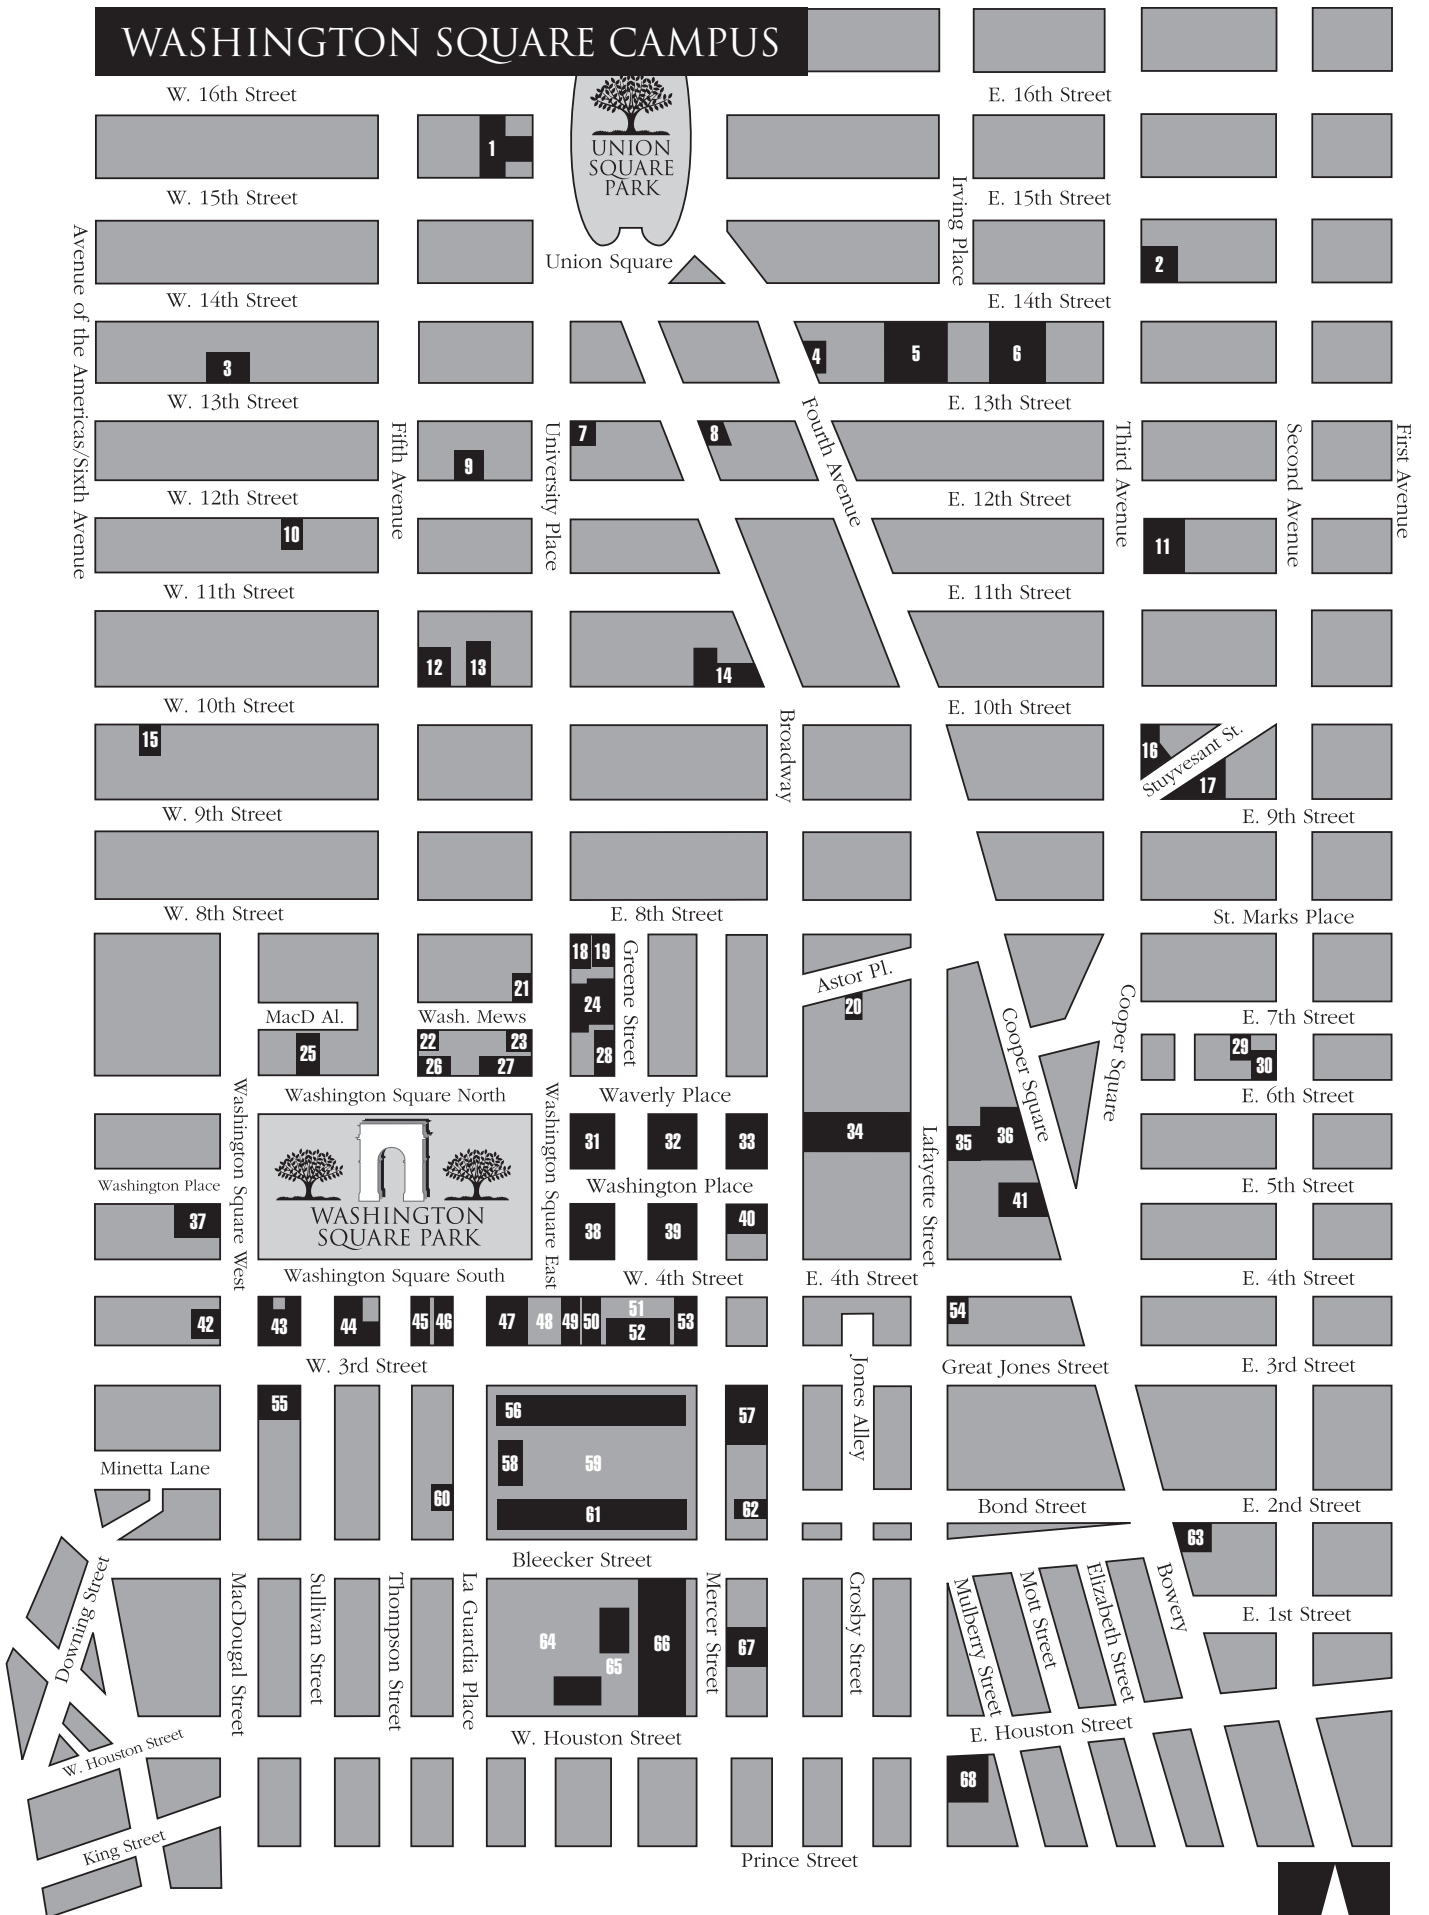 WASHINGTON SQUARE CAMPUS
W. 16th Street
E. 16th Street
1
UNION
SQUARE
PARK
W. 15th Street
E. 15th Street
Irving Place
Avenue of the Americas/Sixth Avenue
Union Square
2
W. 14th Street
E. 14th Street
3
4
5
6
W. 13th Street
E. 13th Street
Fourth Avenue
Fifth Avenue
University Place
Third Avenue
Second Avenue
First Avenue
7
8
9
W. 12th Street
E. 12th Street
10
11
W. 11th Street
E. 11th Street
12
13
14
W. 10th Street
E. 10th Street
Broadway
15
16
Stuyvesant St.
17
W. 9th Street
E. 9th Street
W. 8th Street
E. 8th Street
St. Marks Place
18
19
Greene Street
21
24
Astor Pl.
20
Cooper Square
Cooper Square
MacD Al.
Wash. Mews
E. 7th Street
22
23
25
26
27
28
29
30
Washington Square North
Waverly Place
E. 6th Street
Washington Square West
Washington Square East
31
32
33
34
35
36
Lafayette Street
Washington Place
Washington Place
E. 5th Street
37
WASHINGTON
SQUARE PARK
38
39
40
41
Washington Square South
W. 4th Street
E. 4th Street
E. 4th Street
42
43
44
45
46
47
48
49
50
51
52
53
54
W. 3rd Street
Great Jones Street
E. 3rd Street
Jones Alley
55
56
57
58
59
60
61
62
Minetta Lane
Bond Street
E. 2nd Street
63
Bleecker Street
Downing Street
MacDougal Street
Sullivan Street
Thompson Street
La Guardia Place
Mercer Street
Crosby Street
Mulberry Street
Mott Street
Elizabeth Street
Bowery
E. 1st Street
64
65
66
67
W. Houston Street
W. Houston Street
E. Houston Street
68
King Street
Prince Street